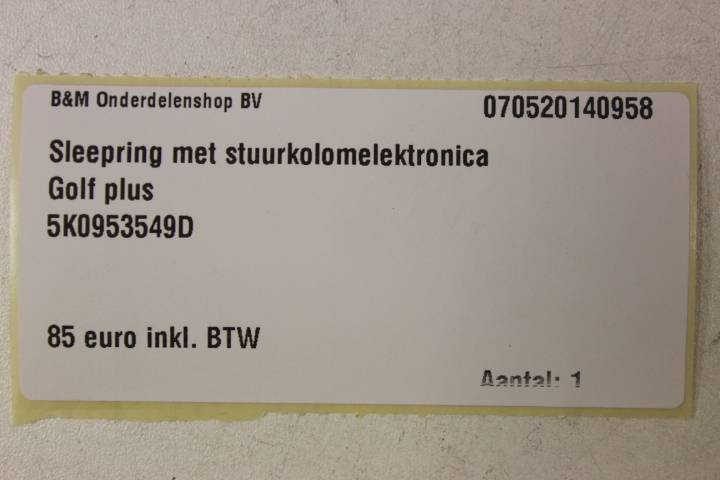 B&M Onderdelenshop BV
070520140958
Sleepring met stuurkolomelektronica
Golf plus
5K0953549D
85 euro inkl. BTW
Aantal: 1